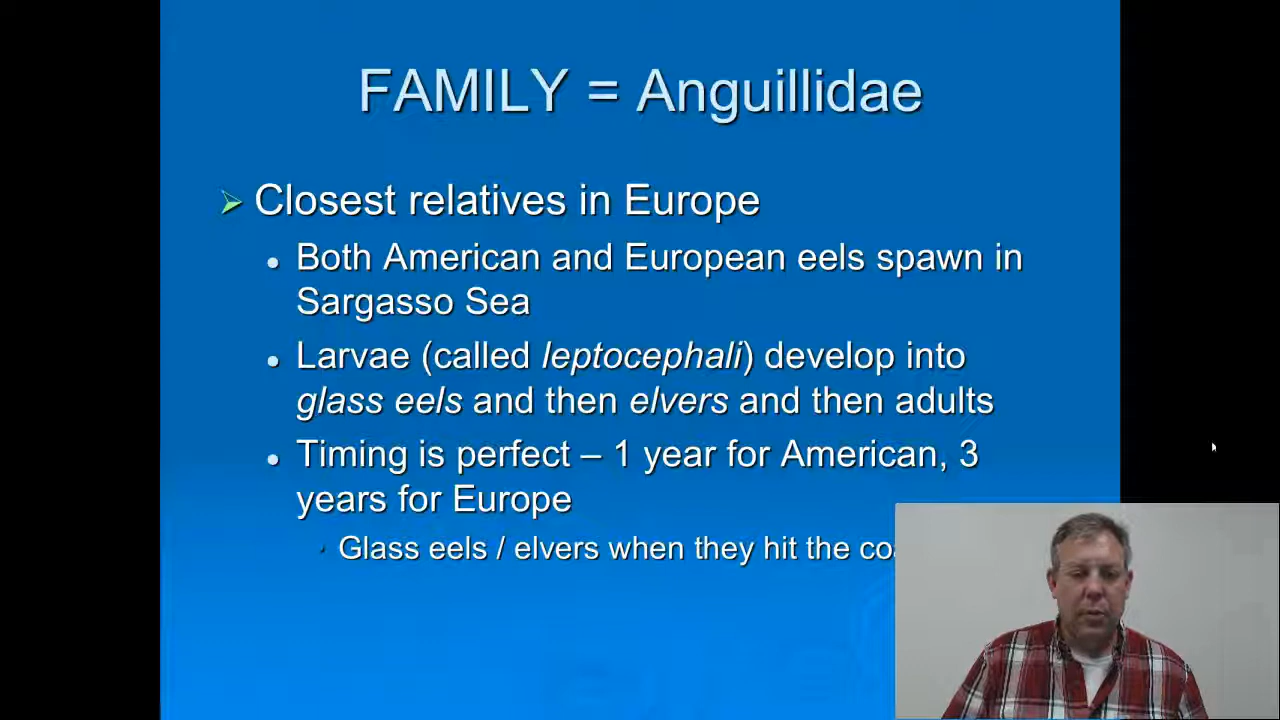 FAMILY = Anguillidae
Closest relatives in Europe
Both American and European eels spawn in
Sargasso Sea
Larvae (called leptocephali) develop into
glass eels and then elvers and then adults
Timing is perfect – 1 year for American, 3
years for Europe
Glass eels / elvers when they hit the